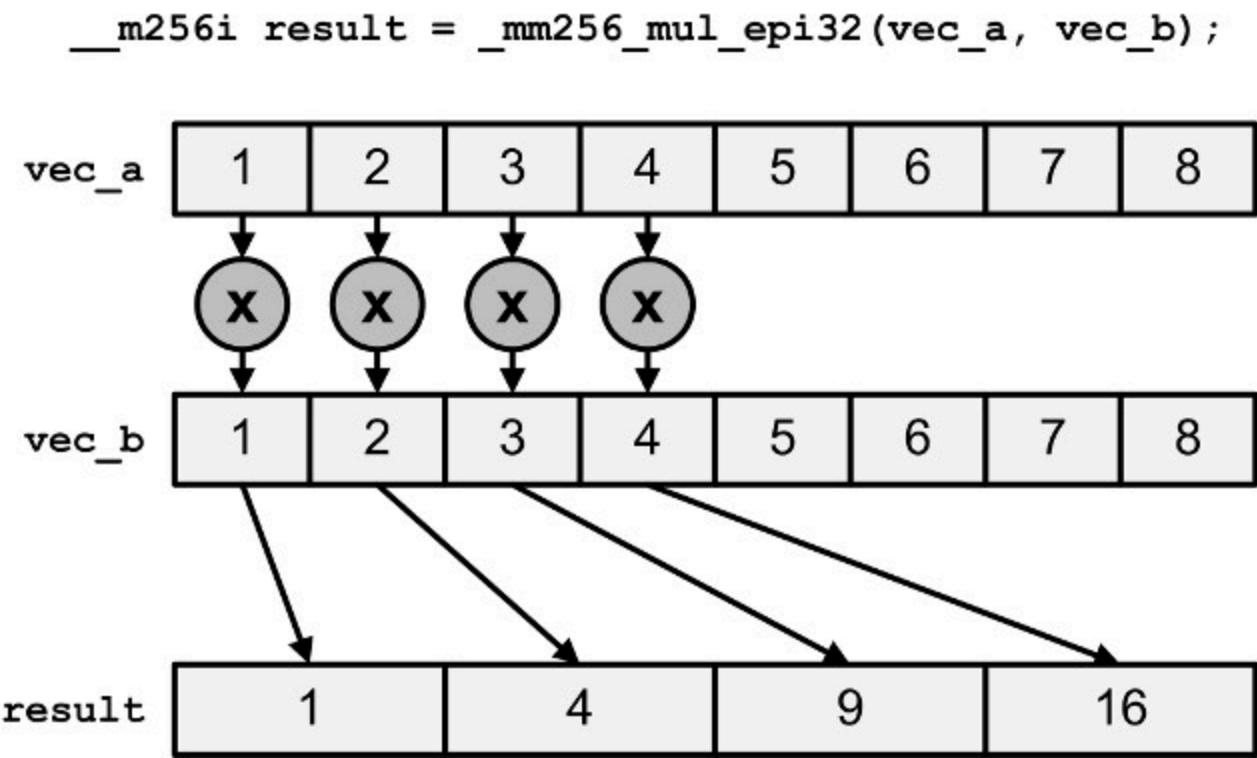 __m256i result = _mm256_mul_epi32(vec_a, vec_b);
vec_a 1 2 3 4 5 6 7 8
x x x x
vec_b 1 2 3 4 5 6 7 8
result 1 4 9 16